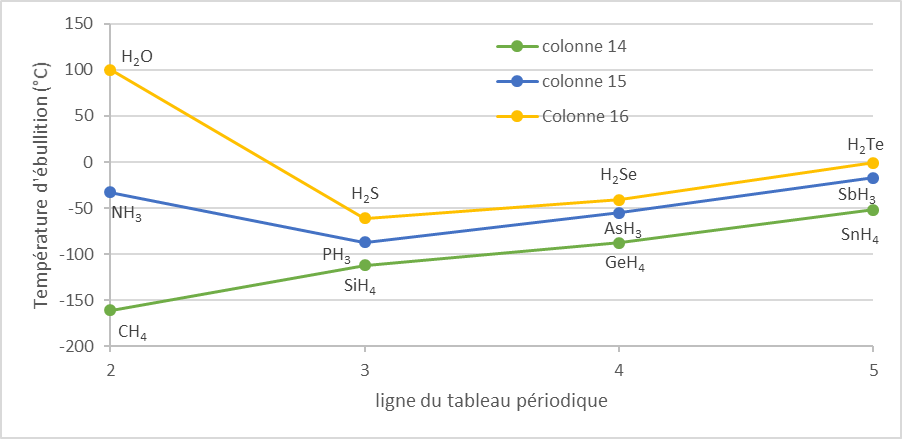 Température d'ébullition (°C)
150
100
50
0
-50
-100
-150
-200
colonne 14
colonne 15
Colonne 16
H₂O
H₂S
H₂Se
H₂Te
NH₃
PH₃
AsH₃
SbH₃
CH₄
SiH₄
GeH₄
SnH₄
2 3 4 5
ligne du tableau périodique